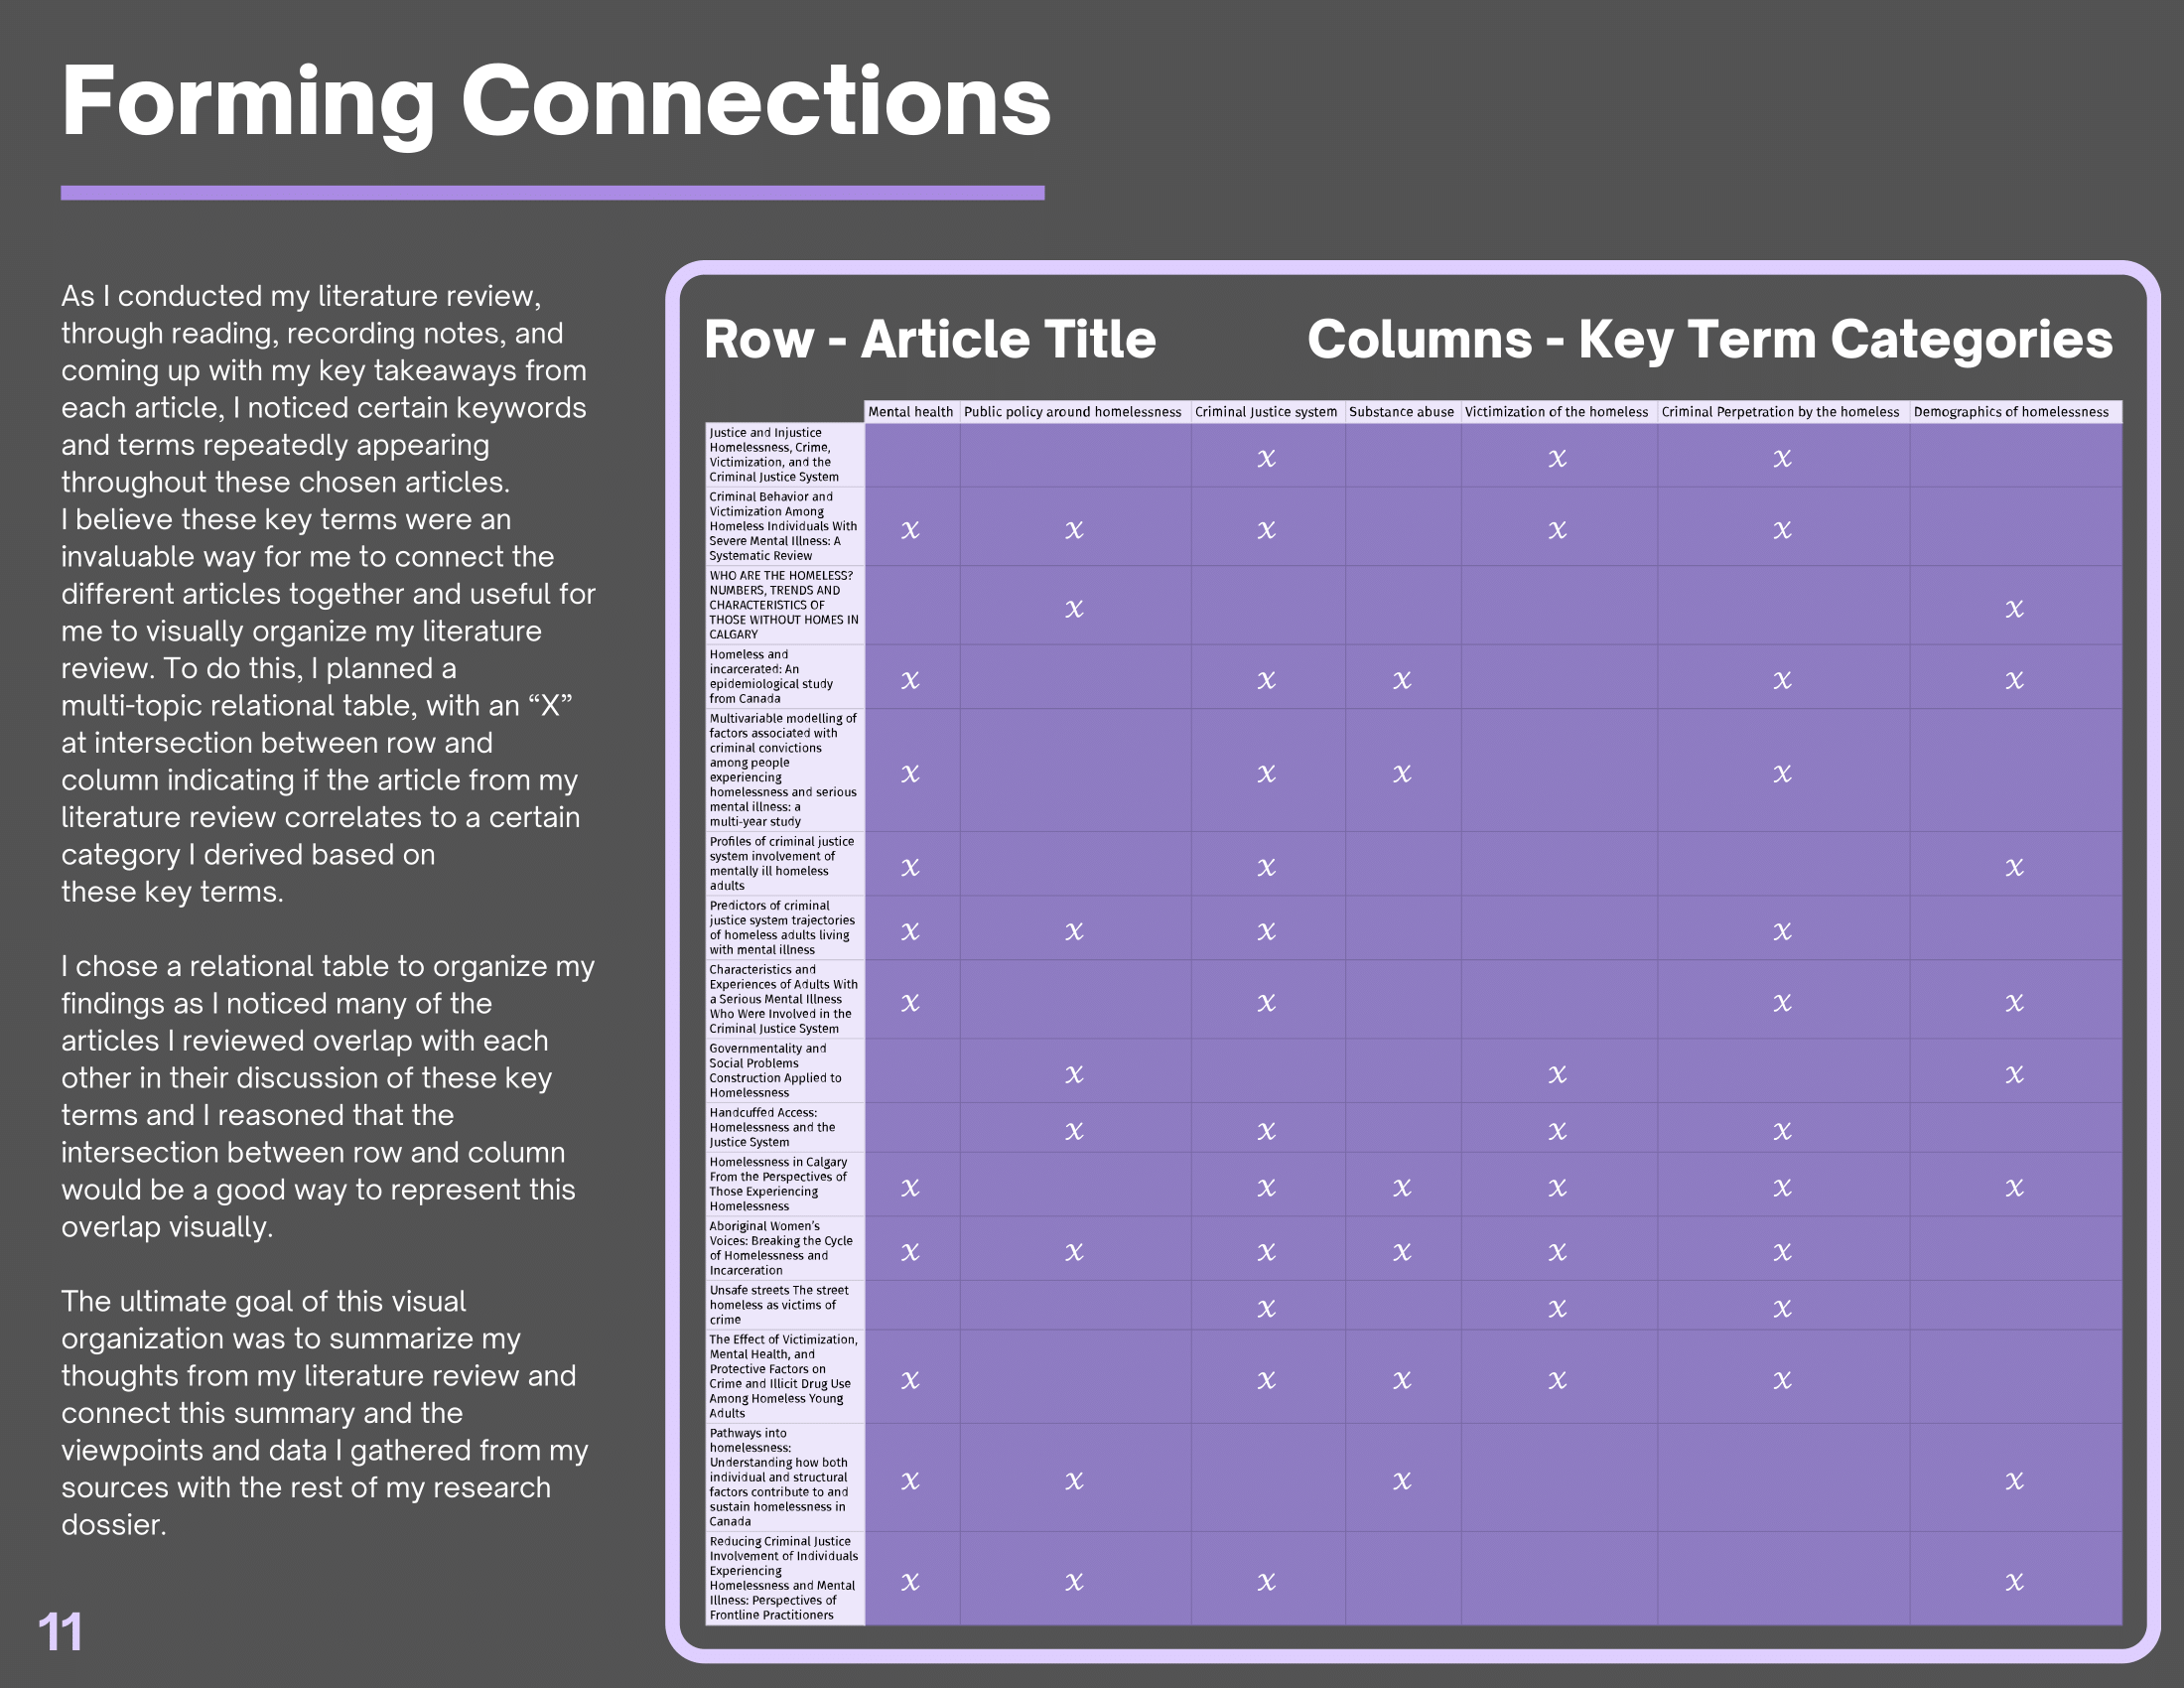 Forming Connections
As I conducted my literature review,
through reading, recording notes, and
coming up with my key takeaways from
each article, I noticed certain keywords
and terms repeatedly appearing
throughout these chosen articles.
I believe these key terms were an
invaluable way for me to connect the
different articles together and useful for
me to visually organize my literature
review. To do this, I planned a
multi-topic relational table, with an “X”
at intersection between row and
column indicating if the article from my
literature review correlates to a certain
category I derived based on
these key terms.
I chose a relational table to organize my
findings as I noticed many of the
articles I reviewed overlap with each
other in their discussion of these key
terms and I reasoned that the
intersection between row and column
would be a good way to represent this
overlap visually.
The ultimate goal of this visual
organization was to summarize my
thoughts from my literature review and
connect this summary and the
viewpoints and data I gathered from my
sources with the rest of my research
dossier.
11
Row - Article Title Columns - Key Term Categories
Mental health Public policy around homelessness Criminal Justice system Substance abuse Victimization of the homeless Criminal Perpetration by the homeless Demographics of homelessness
Justice and Injustice
Homelessness, Crime,
Victimization, and the
Criminal Justice System
x x x
Criminal Behavior and
Victimization Among
Homeless Individuals With
Severe Mental Illness: A
Systematic Review
x x x x x
WHO ARE THE HOMELESS?
NUMBERS, TRENDS AND
CHARACTERISTICS OF
THOSE WITHOUT HOMES IN
CALGARY
x x
Homeless and
incarcerated: An
epidemiological study
from Canada
x x x x x
Multivariable modelling of
factors associated with
criminal convictions
among people
experiencing
homelessness and serious
mental illness: a
multi-year study
x x x x
Profiles of criminal justice
system involvement of
mentally ill homeless
adults
x x x
Predictors of criminal
justice system trajectories
of homeless adults living
with mental illness
x x x x
Characteristics and
Experiences of Adults With
a Serious Mental Illness
Who Were Involved in the
Criminal Justice System
x x x x
Governmentality and
Social Problems
Construction Applied to
Homelessness
x x x
Handcuffed Access:
Homelessness and the
Justice System
x x x x
Homelessness in Calgary
From the Perspectives of
Those Experiencing
Homelessness
x x x x x x
Aboriginal Women’s
Voices: Breaking the Cycle
of Homelessness and
Incarceration
x x x x x x
Unsafe streets The street
homeless as victims of
crime
x x x
The Effect of Victimization,
Mental Health, and
Protective Factors on
Crime and Illicit Drug Use
Among Homeless Young
Adults
x x x x x
Pathways into
homelessness:
Understanding how both
individual and structural
factors contribute to and
sustain homelessness in
Canada
x x x x
Reducing Criminal Justice
Involvement of Individuals
Experiencing
Homelessness and Mental
Illness: Perspectives of
Frontline Practitioners
x x x x